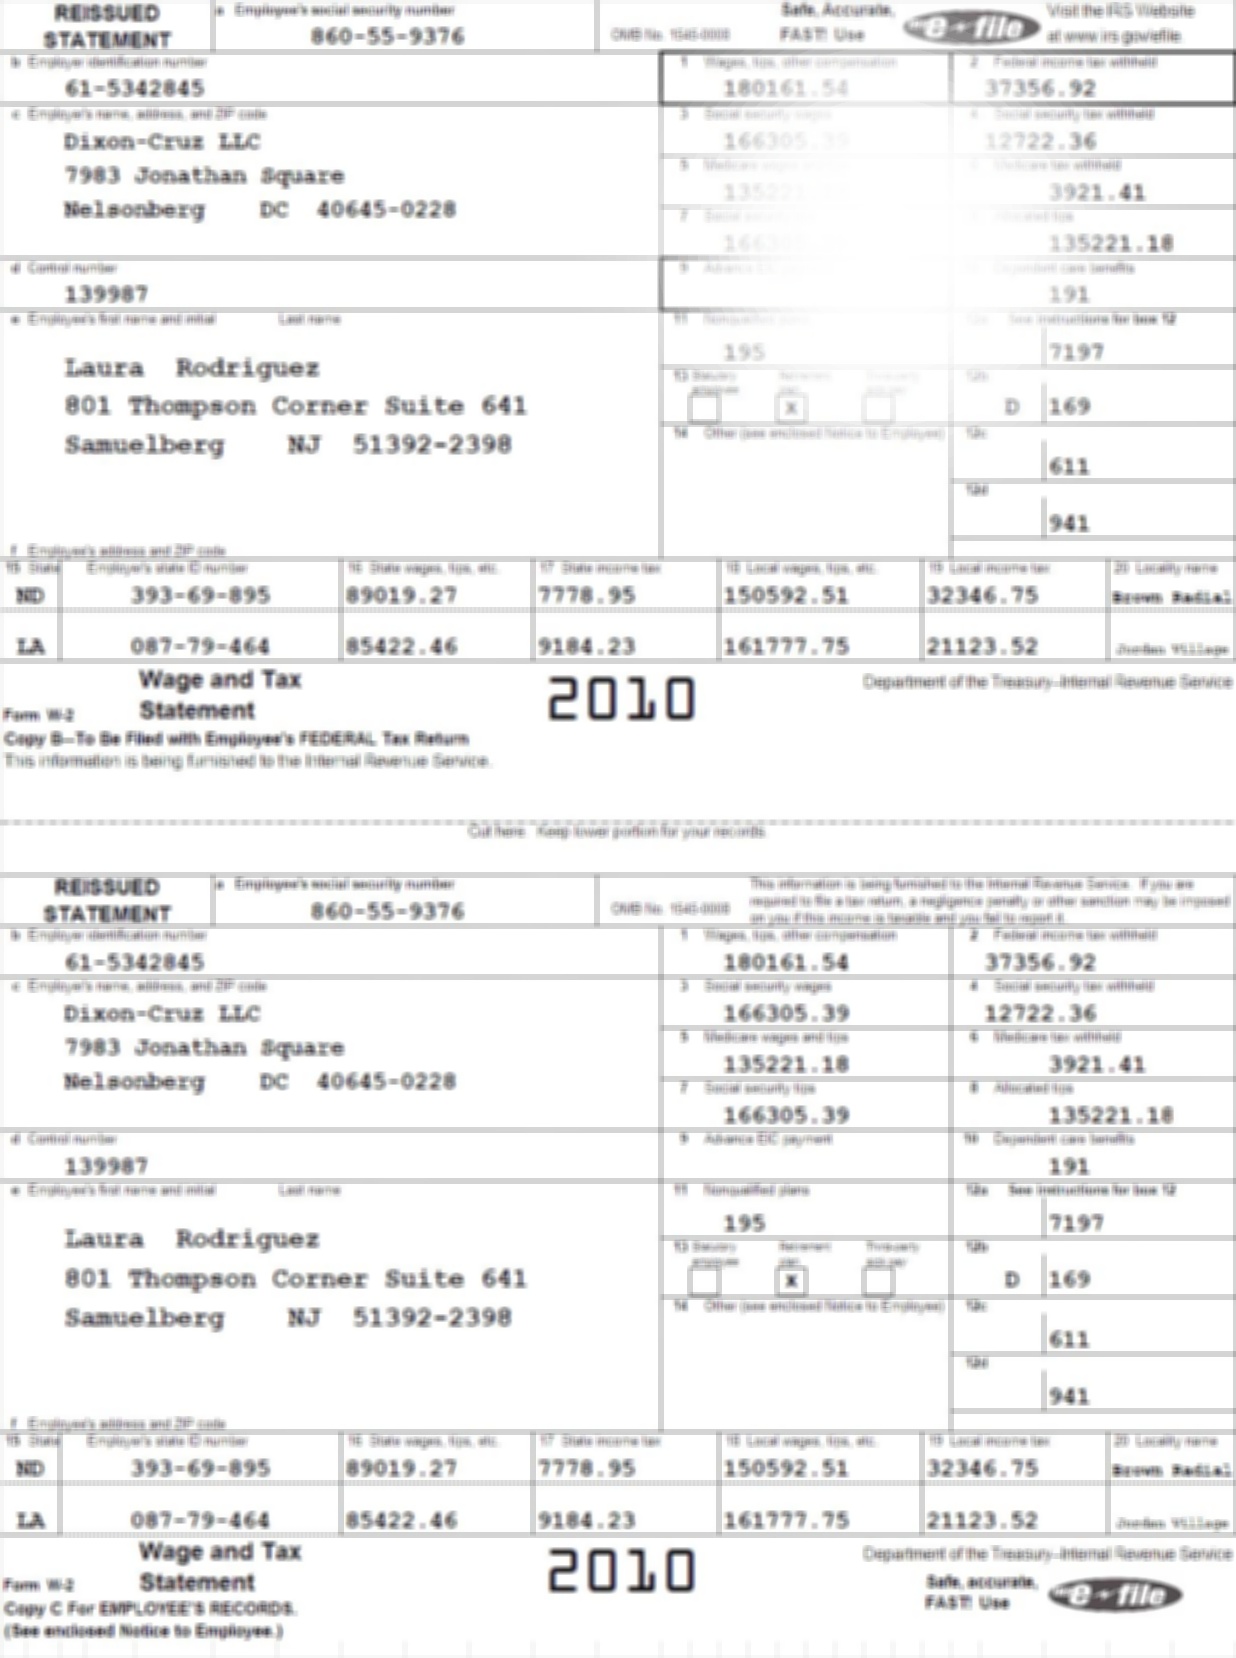 REISSUED STATEMENT
a Employee's social security number
860-55-9376
OMB No. 1545-0008
Safe, Accurate, FAST! Use
e-file
Visit the IRS Website at www.irs.gov/efile.
b Employer identification number
61-5342845
1 Wages, tips, other compensation
180161.54
2 Federal income tax withheld
37356.92
c Employer's name, address, and ZIP code
Dixon-Cruz LLC
7983 Jonathan Square
Nelsonberg DC 40645-0228
3 Social security wages
166305.39
4 Social security tax withheld
12722.36
5 Medicare
135221
Medicare tax withheld
3921.41
7 Social
Allocated tips
135221.18
d Control number
139987
9 Advance EIC
Dependent care benefits
191
e Employee's first name and initial Last name
Laura Rodriguez
801 Thompson Corner Suite 641
Samuelberg NJ 51392-2398
11 Nonqualified plans
195
12a See instructions for box 12
7197
13 Statutory employee Retirement plan Third-party sick pay
X
12b
D 169
14 Other (see enclosed Notice to Employee)
12c
611
12d
941
f Employee's address and ZIP code
15 State Employer's state ID number 16 State wages, tips, etc. 17 State income tax 18 Local wages, tips, etc. 19 Local income tax 20 Locality name
ND 393-69-895 89019.27 7778.95 150592.51 32346.75 Brown Radial
LA 087-79-464 85422.46 9184.23 161777.75 21123.52 Jordan Village
Form W-2 Wage and Tax Statement
2010
Department of the Treasury-Internal Revenue Service
Copy B-To Be Filed with Employee's FEDERAL Tax Return
This information is being furnished to the Internal Revenue Service.
Cut here Keep lower portion for your records
REISSUED STATEMENT
a Employee's social security number
860-55-9376
OMB No. 1545-0008
This information is being furnished to the Internal Revenue Service. If you are
required to file a tax return, a negligence penalty or other sanction may be imposed
on you if this income is taxable and you fail to report it.
b Employer identification number
61-5342845
1 Wages, tips, other compensation
180161.54
2 Federal income tax withheld
37356.92
c Employer's name, address, and ZIP code
Dixon-Cruz LLC
7983 Jonathan Square
Nelsonberg DC 40645-0228
3 Social security wages
166305.39
4 Social security tax withheld
12722.36
5 Medicare wages and tips
135221.18
6 Medicare tax withheld
3921.41
7 Social security tips
166305.39
8 Allocated tips
135221.18
d Control number
139987
9 Advance EIC payment
10 Dependent care benefits
191
e Employee's first name and initial Last name
Laura Rodriguez
801 Thompson Corner Suite 641
Samuelberg NJ 51392-2398
11 Nonqualified plans
195
12a See instructions for box 12
7197
13 Statutory employee Retirement plan Third-party sick pay
X
12b
D 169
14 Other (see enclosed Notice to Employee)
12c
611
12d
941
f Employee's address and ZIP code
15 State Employer's state ID number 16 State wages, tips, etc. 17 State income tax 18 Local wages, tips, etc. 19 Local income tax 20 Locality name
ND 393-69-895 89019.27 7778.95 150592.51 32346.75 Brown Radial
LA 087-79-464 85422.46 9184.23 161777.75 21123.52 Jordan Village
Form W-2 Wage and Tax Statement
2010
Department of the Treasury-Internal Revenue Service
Copy C For EMPLOYEE'S RECORDS.
(See enclosed Notice to Employee.)
Safe, accurate, FAST! Use
e-file